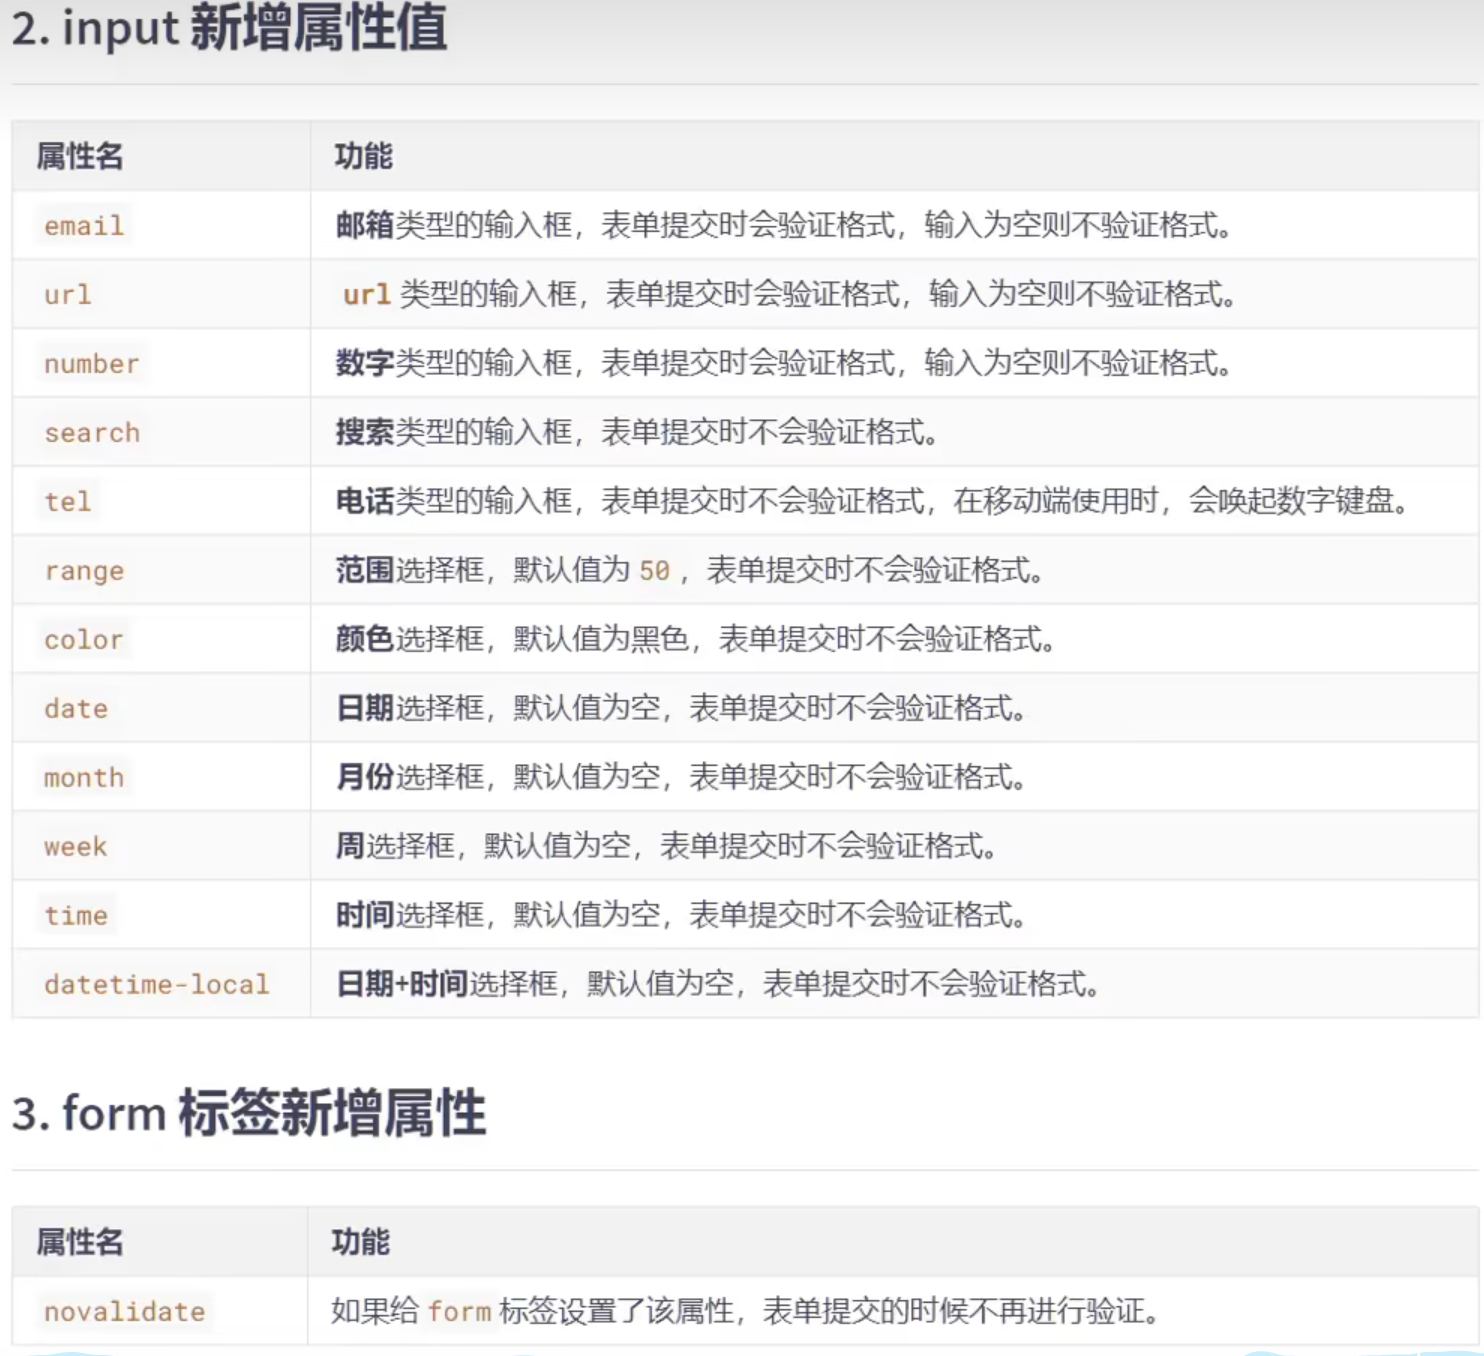 2. input 新增属性值
属性名 功能
email 邮箱类型的输入框，表单提交时会验证格式，输入为空则不验证格式。
url url 类型的输入框，表单提交时会验证格式，输入为空则不验证格式。
number 数字类型的输入框，表单提交时会验证格式，输入为空则不验证格式。
search 搜索类型的输入框，表单提交时不会验证格式。
tel 电话类型的输入框，表单提交时不会验证格式，在移动端使用时，会唤起数字键盘。
range 范围选择框，默认值为 50 ，表单提交时不会验证格式。
color 颜色选择框，默认值为黑色，表单提交时不会验证格式。
date 日期选择框，默认值为空，表单提交时不会验证格式。
month 月份选择框，默认值为空，表单提交时不会验证格式。
week 周选择框，默认值为空，表单提交时不会验证格式。
time 时间选择框，默认值为空，表单提交时不会验证格式。
datetime-local 日期+时间选择框，默认值为空，表单提交时不会验证格式。
3. form 标签新增属性
属性名 功能
novalidate 如果给 form 标签设置了该属性，表单提交的时候不再进行验证。